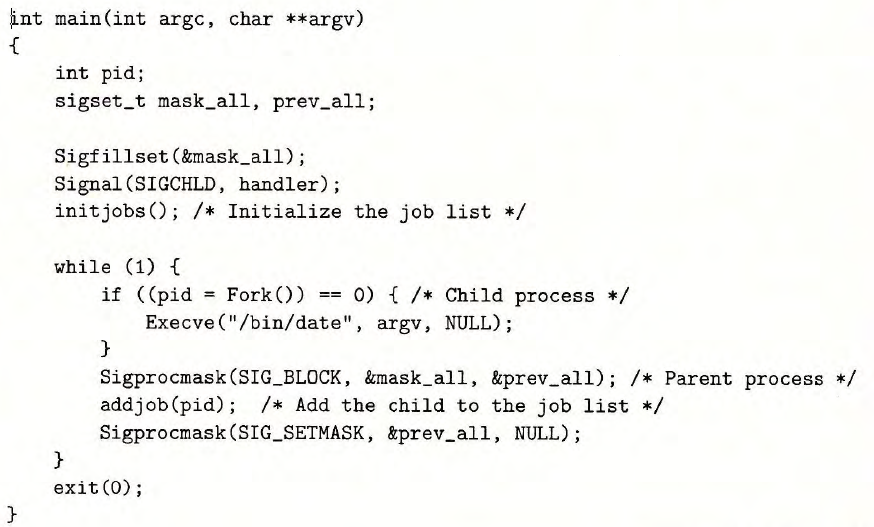 int main(int argc, char **argv)
{
    int pid;
    sigset_t mask_all, prev_all;

    Sigfillset(&mask_all);
    Signal(SIGCHLD, handler);
    initjobs(); /* Initialize the job list */

    while (1) {
        if ((pid = Fork()) == 0) { /* Child process */
            Execve("/bin/date", argv, NULL);
        }
        Sigprocmask(SIG_BLOCK, &mask_all, &prev_all); /* Parent process */
        addjob(pid);  /* Add the child to the job list */
        Sigprocmask(SIG_SETMASK, &prev_all, NULL);
    }
    exit(0);
}